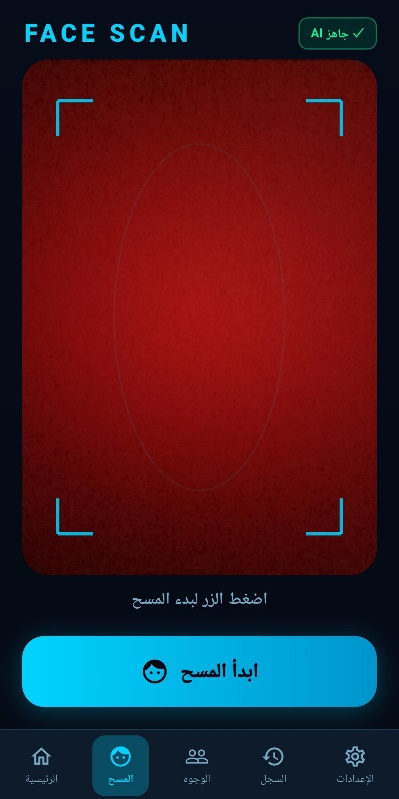 FACE SCAN
جاهز AI ✓
اضغط الزر لبدء المسح
ابدأ المسح
الرئيسية
المسح
الوجوه
السجل
الإعدادات